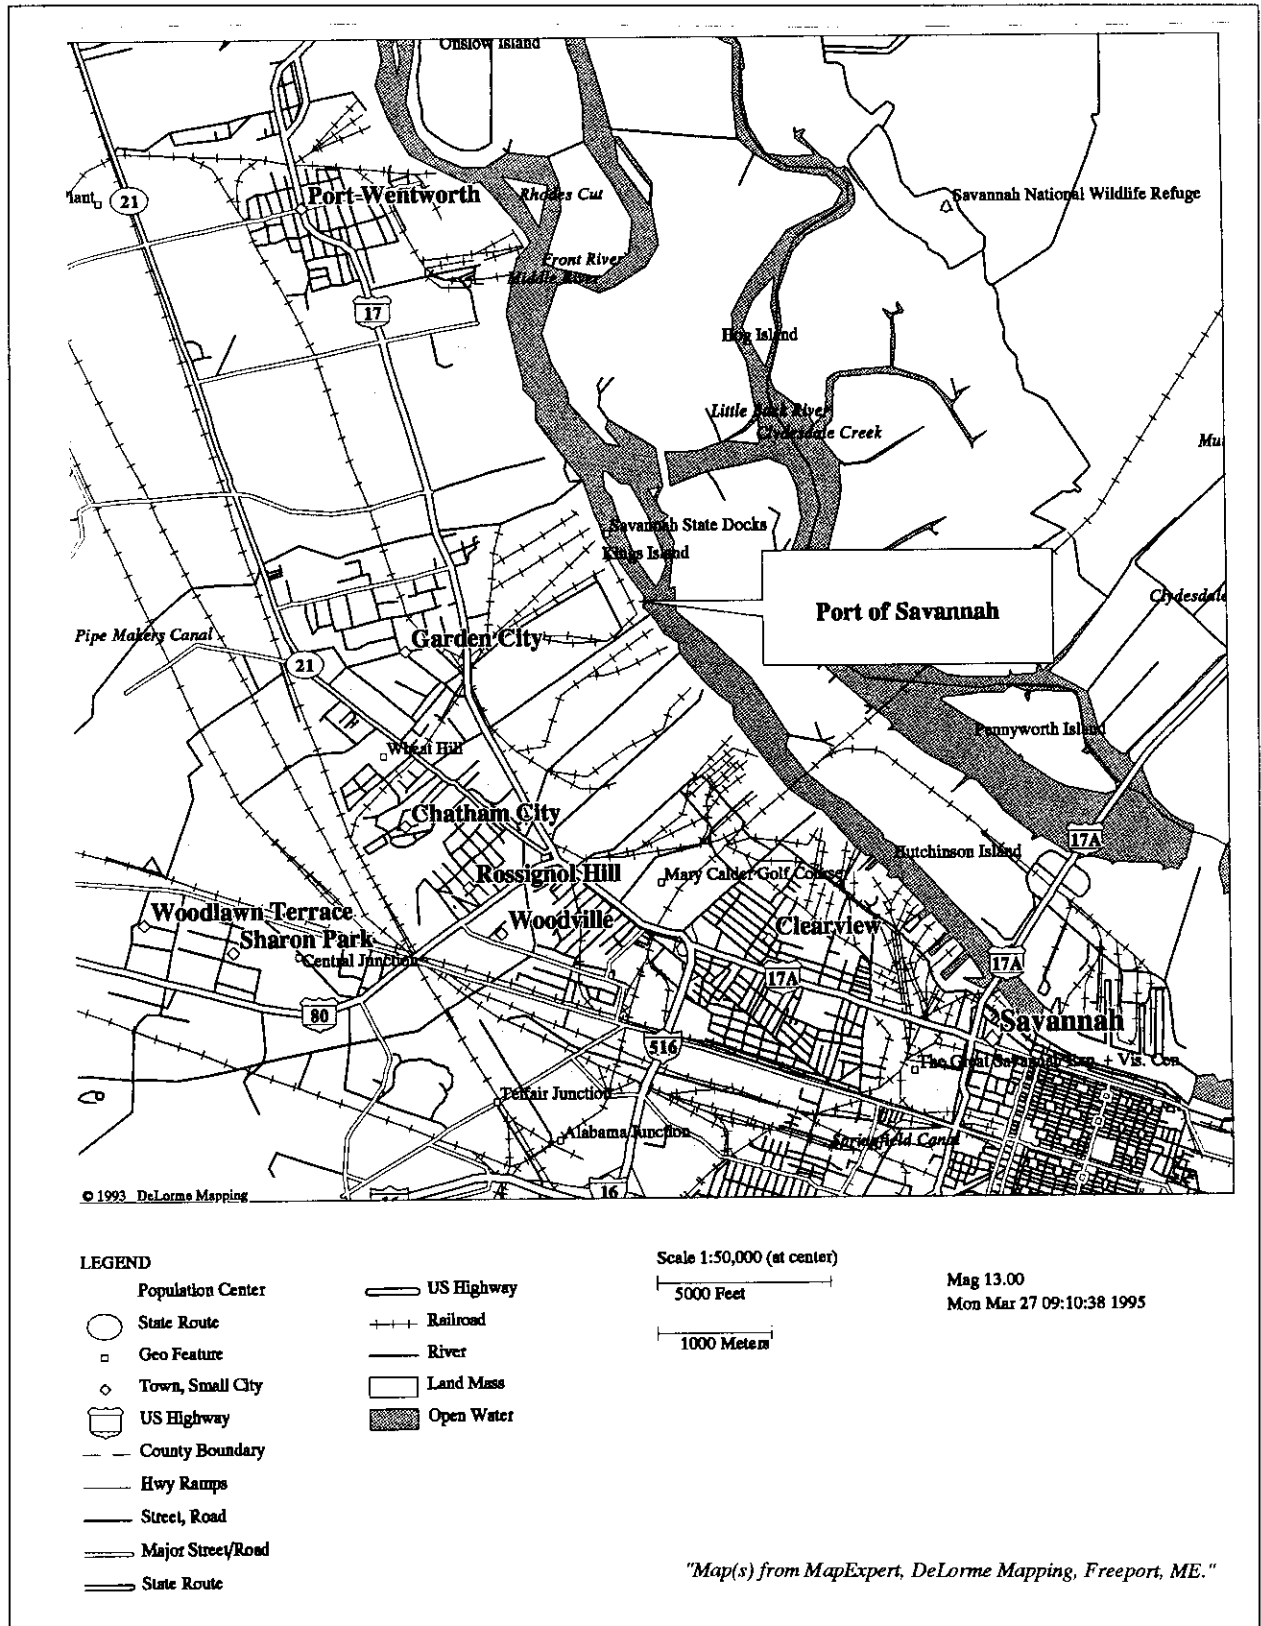 Onslow Island
Rhodes Cut
Savannah National Wildlife Refuge
21
Port Wentworth
Front River
Middle River
17
Hog Island
Little Back River
Clydesdale Creek
Savannah State Docks
Kings Island
Port of Savannah
Clydesdale
Pipe Makers Canal
Garden City
21
Pennyworth Island
Wheat Hill
Chatham City
17A
Hutchinson Island
Rossignol Hill
Mary Calder Golf Course
Woodlawn Terrace
Woodville
Clearview
Sharon Park
Central Junction
17A
17A
80
Savannah
516
The Great Savannah Exp. + Vis. Cen
Telfair Junction
Alabama Junction
Springfield Canal
16
© 1993 DeLorme Mapping
LEGEND
Population Center
State Route
Geo Feature
Town, Small City
US Highway
County Boundary
Hwy Ramps
Street, Road
Major Street/Road
State Route
US Highway
Railroad
River
Land Mass
Open Water
Scale 1:50,000 (at center)
5000 Feet
1000 Meters
Mag 13.00
Mon Mar 27 09:10:38 1995
"Map(s) from MapExpert, DeLorme Mapping, Freeport, ME."